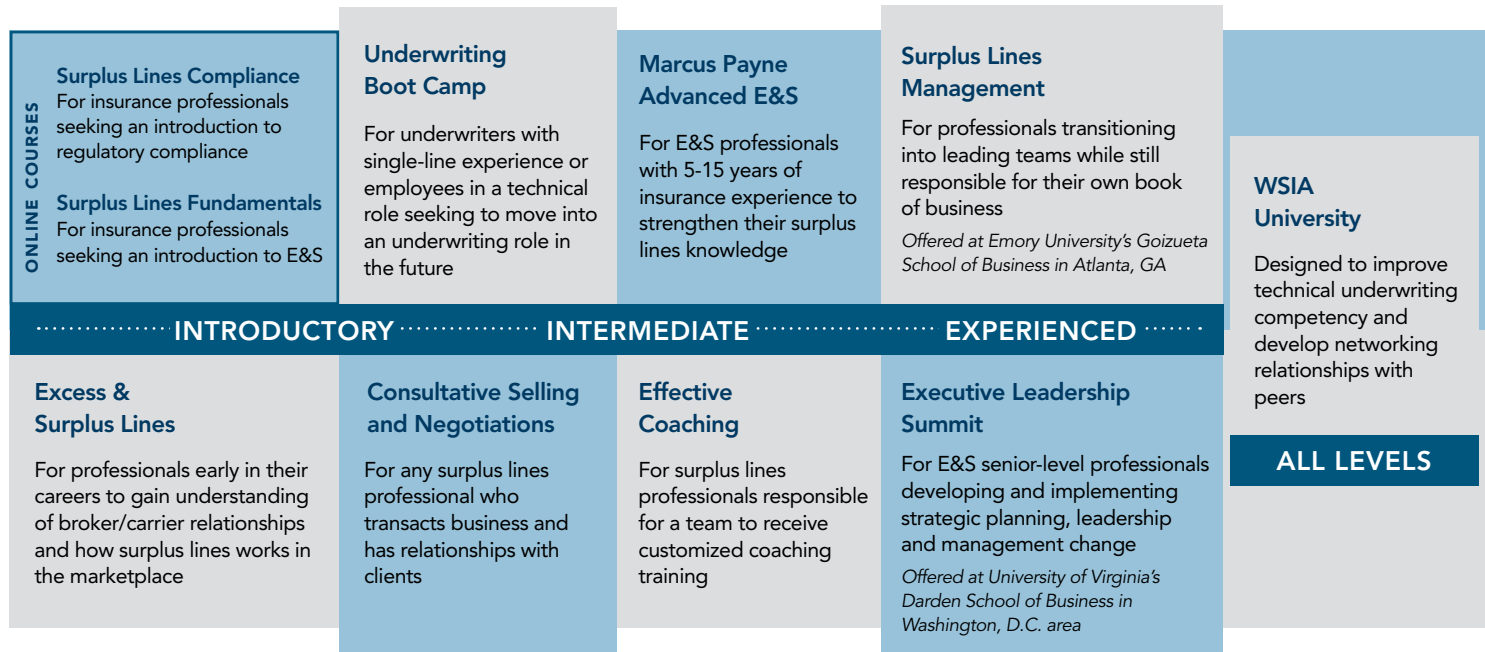 ONLINE COURSES
Surplus Lines Compliance
For insurance professionals
seeking an introduction to
regulatory compliance
Surplus Lines Fundamentals
For insurance professionals
seeking an introduction to E&S
Underwriting
Boot Camp
For underwriters with
single-line experience or
employees in a technical
role seeking to move into
an underwriting role in
the future
Marcus Payne
Advanced E&S
For E&S professionals
with 5-15 years of
insurance experience to
strengthen their surplus
lines knowledge
Surplus Lines
Management
For professionals transitioning
into leading teams while still
responsible for their own book
of business
Offered at Emory University's Goizueta
School of Business in Atlanta, GA
INTRODUCTORY
INTERMEDIATE
EXPERIENCED
Excess &
Surplus Lines
For professionals early in their
careers to gain understanding
of broker/carrier relationships
and how surplus lines works in
the marketplace
Consultative Selling
and Negotiations
For any surplus lines
professional who
transacts business and
has relationships with
clients
Effective
Coaching
For surplus lines
professionals responsible
for a team to receive
customized coaching
training
Executive Leadership
Summit
For E&S senior-level professionals
developing and implementing
strategic planning, leadership
and management change
Offered at University of Virginia's
Darden School of Business in
Washington, D.C. area
WSIA
University
Designed to improve
technical underwriting
competency and
develop networking
relationships with
peers
ALL LEVELS